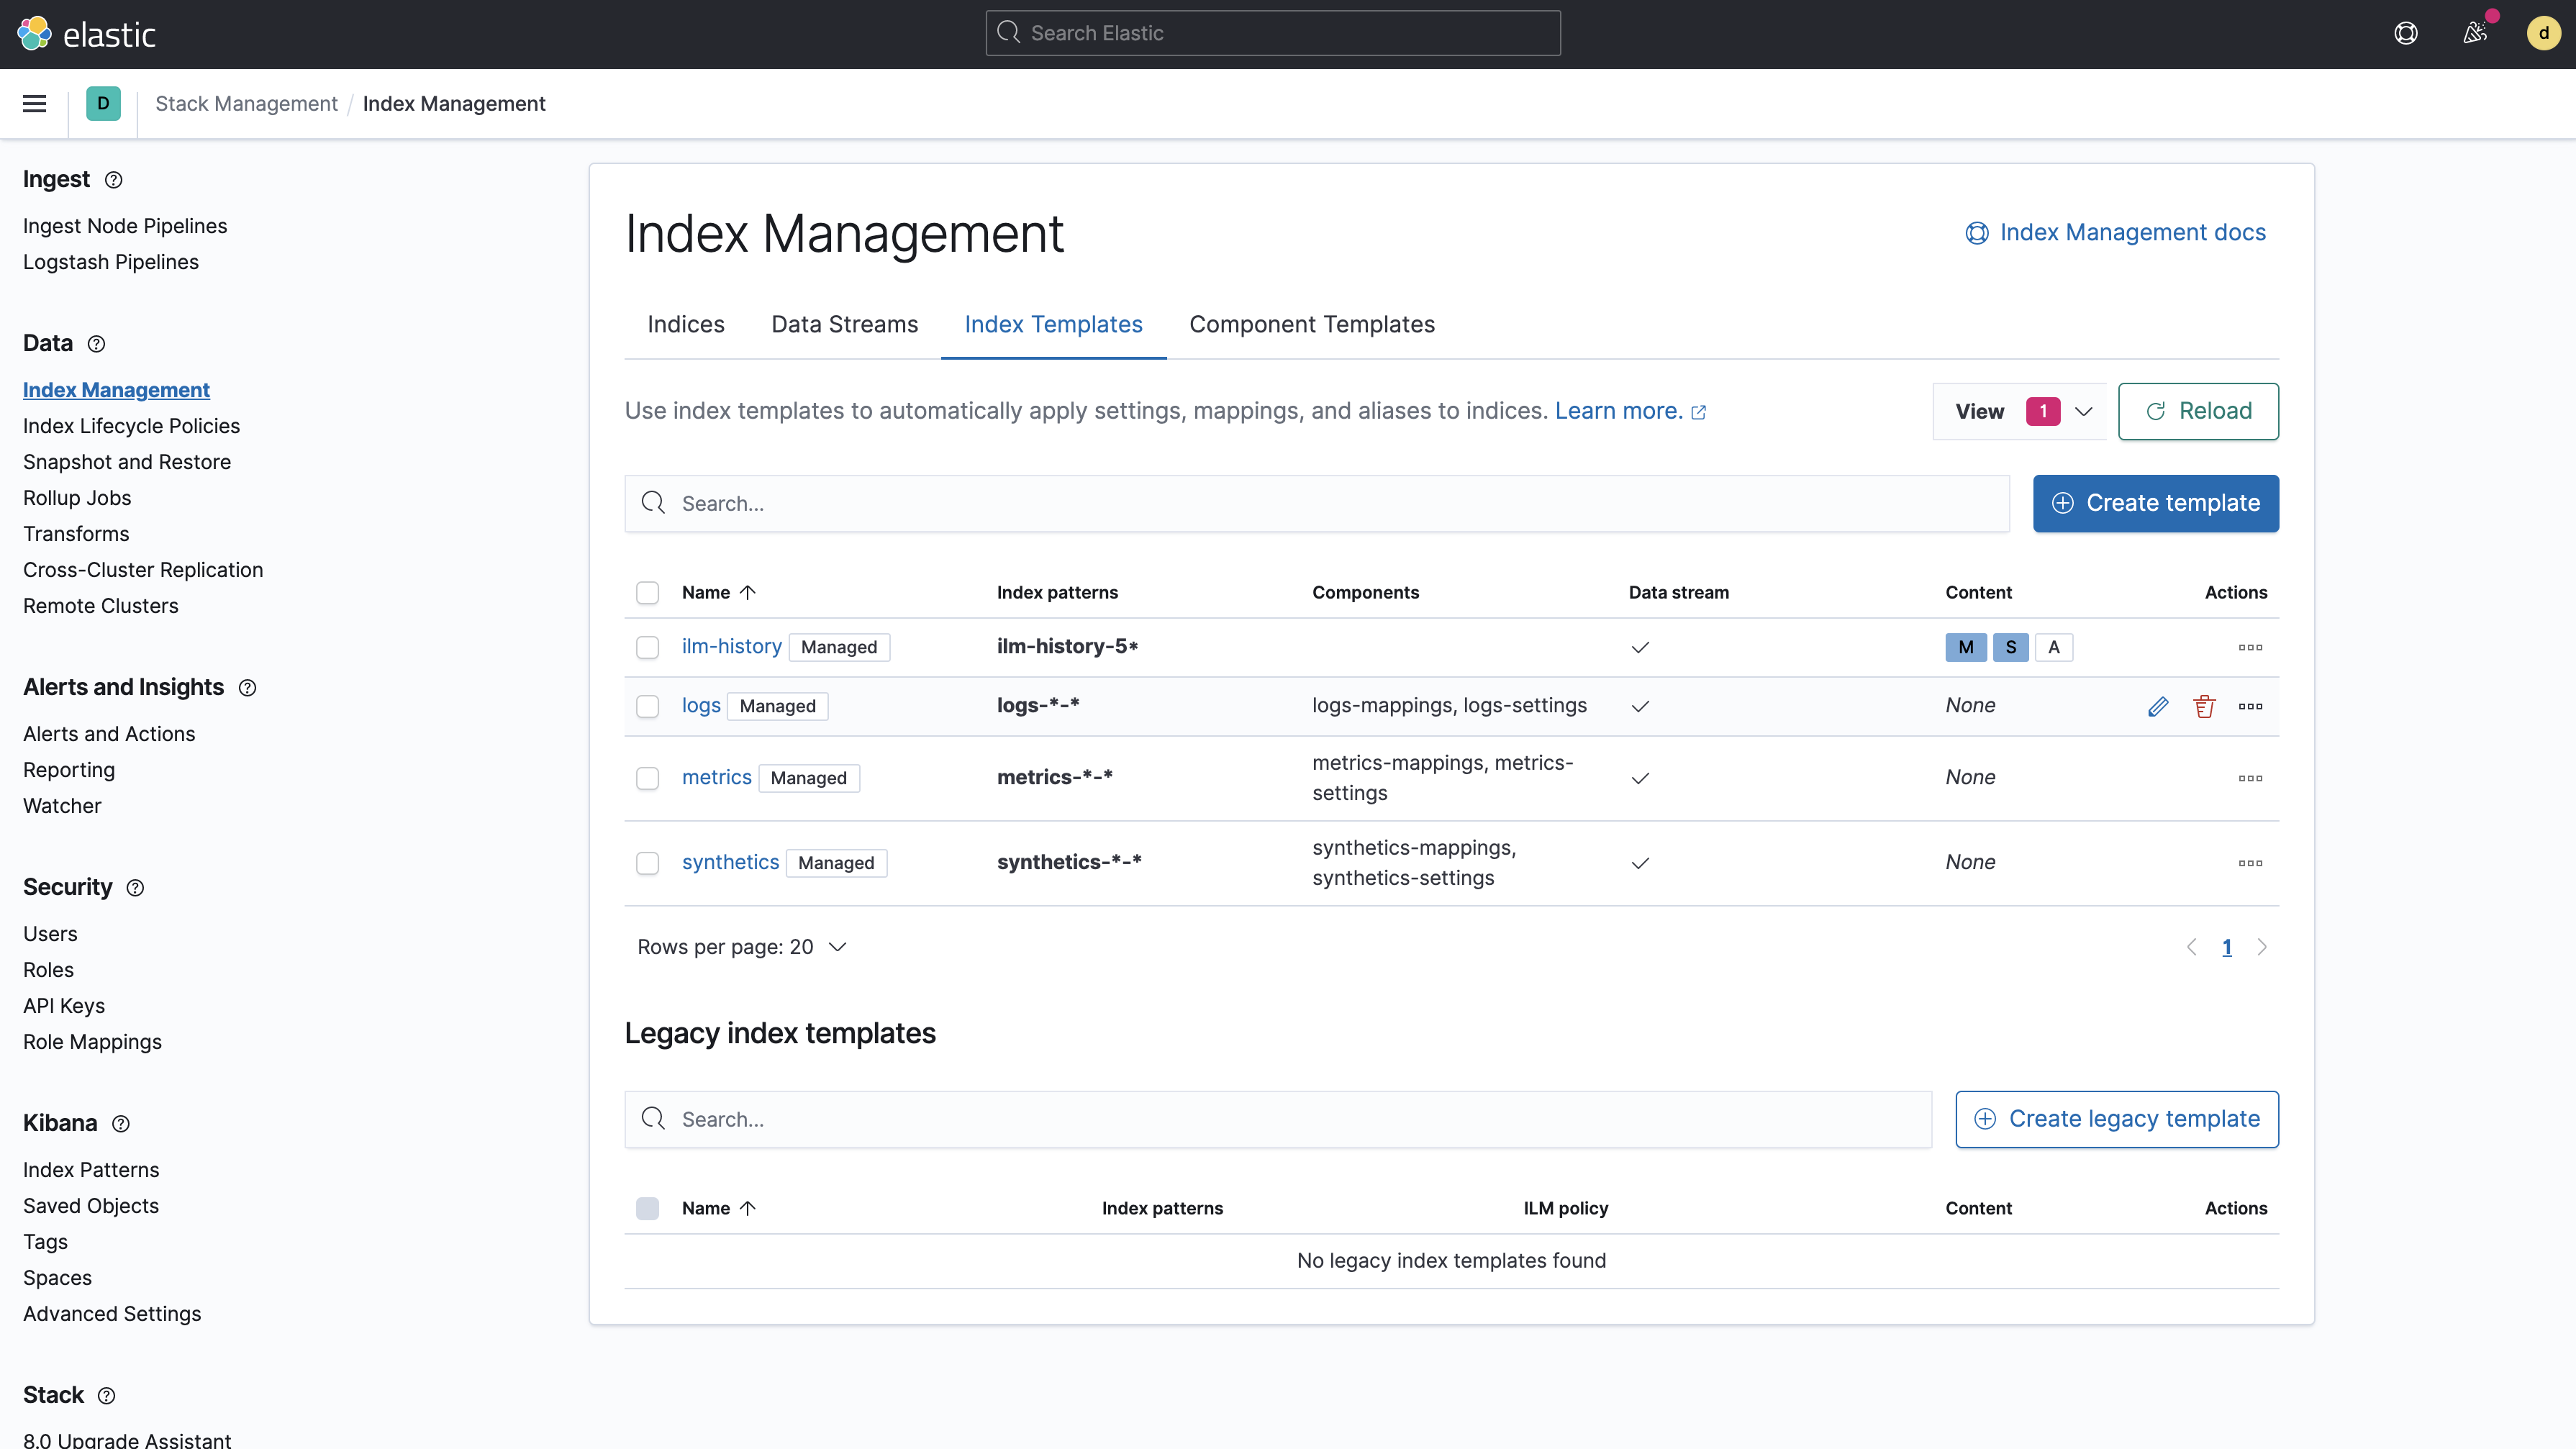 elastic
Search Elastic
d
D
Stack Management / Index Management
Ingest
Ingest Node Pipelines
Logstash Pipelines
Data
Index Management
Index Lifecycle Policies
Snapshot and Restore
Rollup Jobs
Transforms
Cross-Cluster Replication
Remote Clusters
Alerts and Insights
Alerts and Actions
Reporting
Watcher
Security
Users
Roles
API Keys
Role Mappings
Kibana
Index Patterns
Saved Objects
Tags
Spaces
Advanced Settings
Stack
8.0 Upgrade Assistant
Index Management
Index Management docs
Indices Data Streams Index Templates Component Templates
Use index templates to automatically apply settings, mappings, and aliases to indices. Learn more.
View 1
Reload
Search...
Create template
Name Index patterns Components Data stream Content Actions
ilm-history Managed ilm-history-5* M S A
logs Managed logs-*-* logs-mappings, logs-settings None
metrics Managed metrics-*-* metrics-mappings, metrics-
settings None
synthetics Managed synthetics-*-* synthetics-mappings,
synthetics-settings None
Rows per page: 20
1
Legacy index templates
Search...
Create legacy template
Name Index patterns ILM policy Content Actions
No legacy index templates found